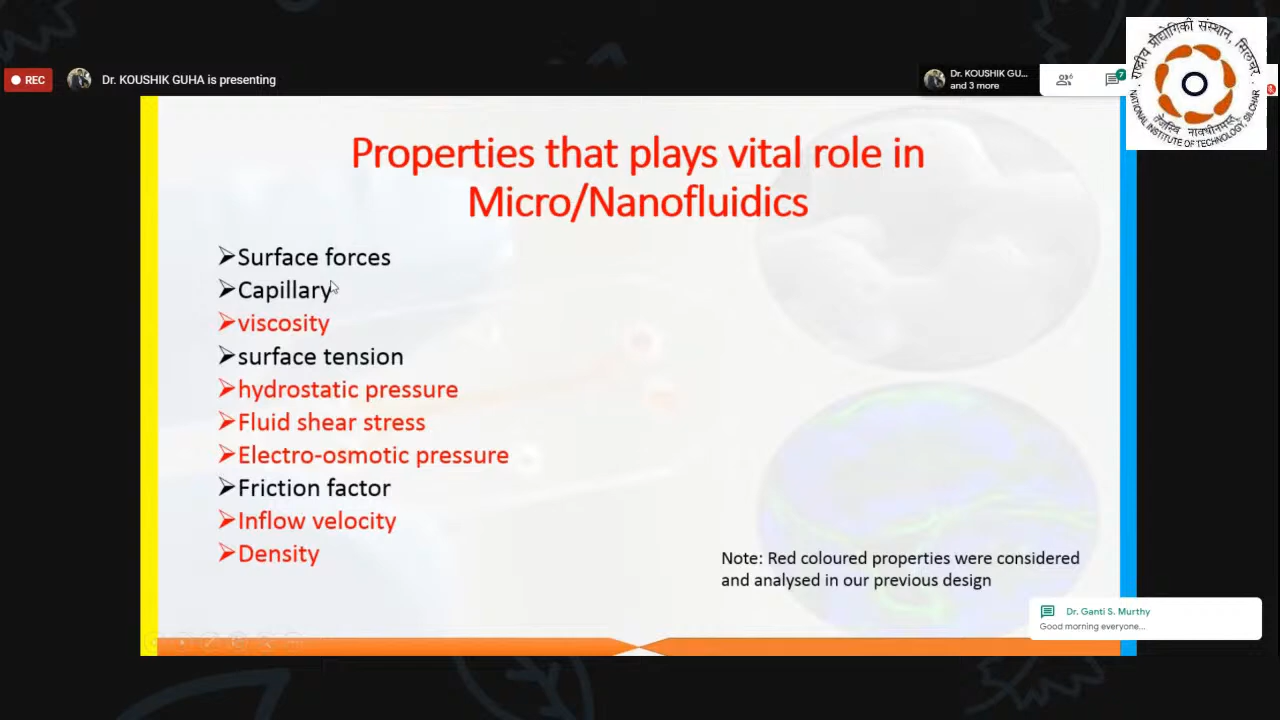 राष्ट्रीय प्रौद्योगिकी संस्थान, सिलचर
NATIONAL INSTITUTE OF TECHNOLOGY, SILCHAR
REC
Dr. KOUSHIK GUHA is presenting
Dr. KOUSHIK GU...
and 3 more
6
7
Properties that plays vital role in
Micro/Nanofluidics
➢Surface forces
➢Capillary
➢viscosity
➢surface tension
➢hydrostatic pressure
➢Fluid shear stress
➢Electro-osmotic pressure
➢Friction factor
➢Inflow velocity
➢Density
Note: Red coloured properties were considered
and analysed in our previous design
Dr. Ganti S. Murthy
Good morning everyone...